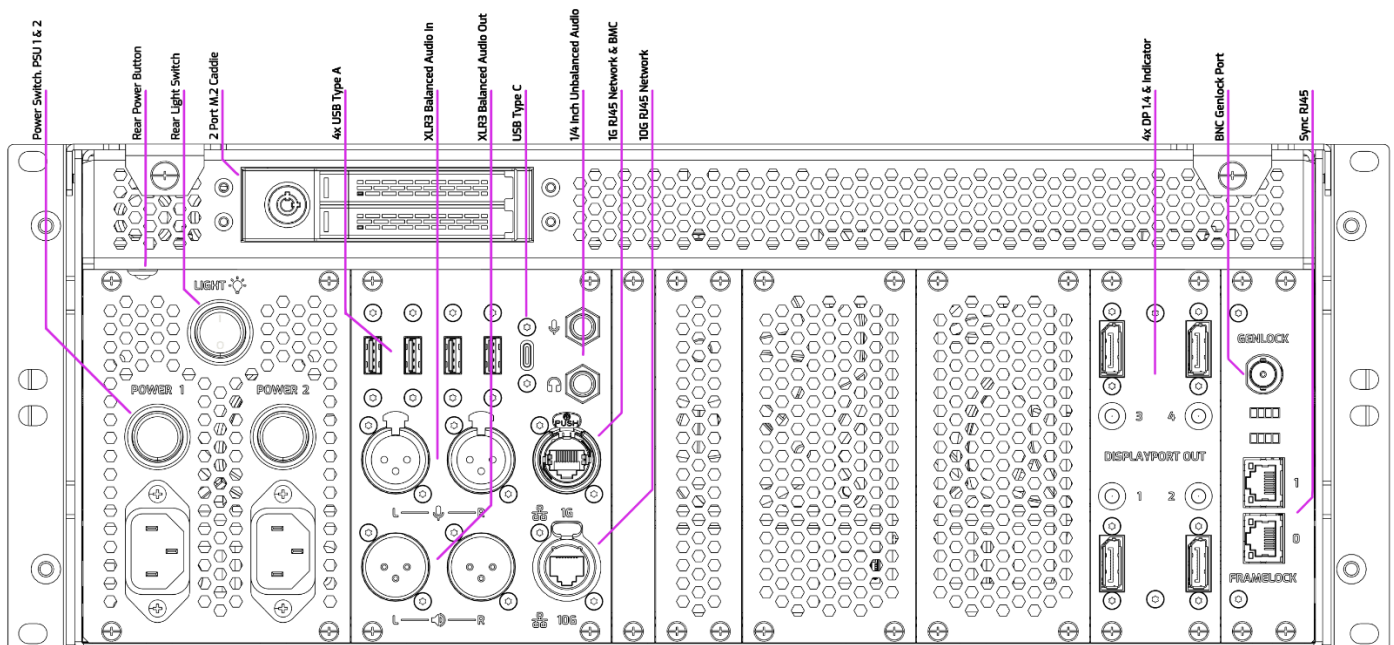 Power Switch. PSU 1 & 2
Rear Power Button
Rear Light Switch
2 Port M.2 Caddie
4x USB Type A
XLR3 Balanced Audio In
XLR3 Balanced Audio Out
USB Type C
1/4 Inch Unbalanced Audio
1G RJ45 Network & BMC
10G RJ45 Network
4x DP 1.4 & Indicator
BNC Genlock Port
Sync RJ45
LIGHT
POWER 1
POWER 2
PUSH
L R
1G
L R
10G
3 4
DISPLAYPORT OUT
1 2
GENLOCK
1
0
FRAMELOCK